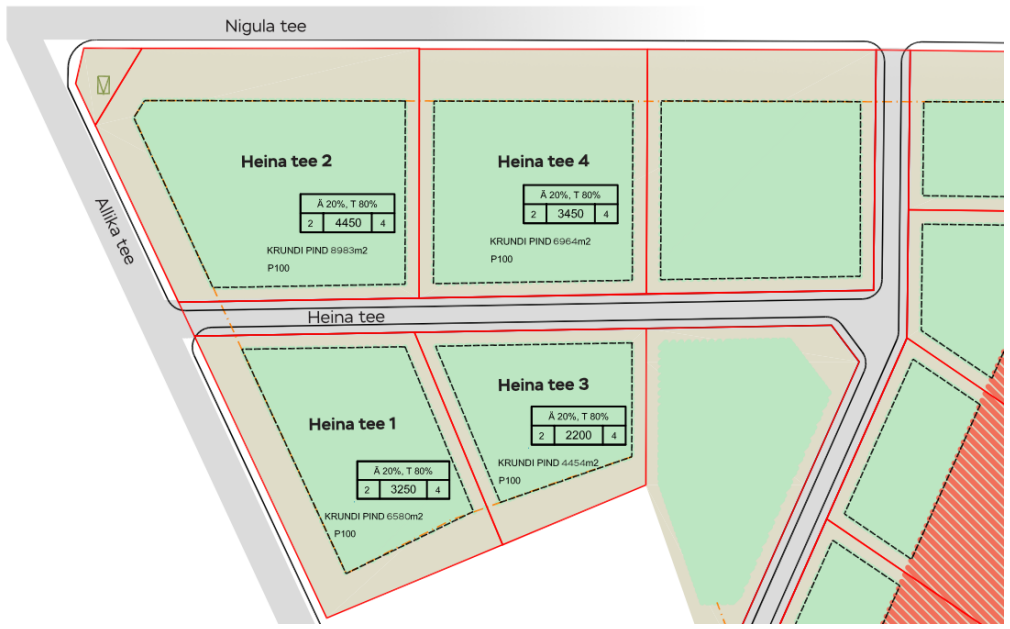 Nigula tee
Allika tee
Heina tee 2
Ä 20%, T 80%
2 4450 4
KRUNDI PIND 8983m2
P100
Heina tee 4
Ä 20%, T 80%
2 3450 4
KRUNDI PIND 6964m2
P100
Heina tee
Heina tee 1
Ä 20%, T 80%
2 3250 4
KRUNDI PIND 6580m2
P100
Heina tee 3
Ä 20%, T 80%
2 2200 4
KRUNDI PIND 4454m2
P100